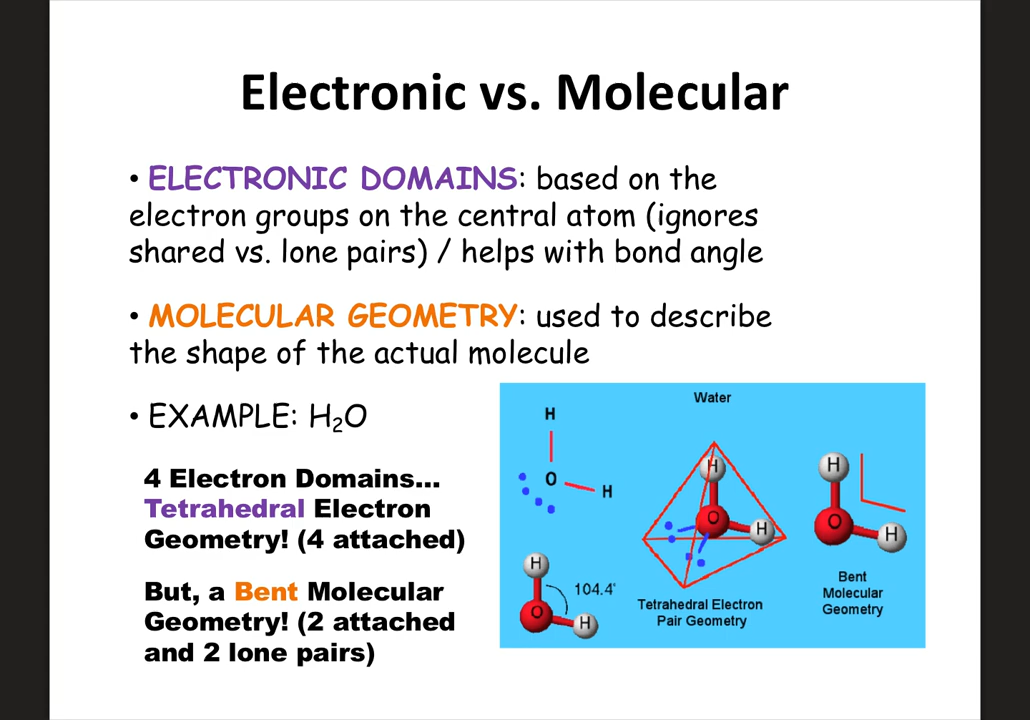 Electronic vs. Molecular
• ELECTRONIC DOMAINS: based on the
electron groups on the central atom (ignores
shared vs. lone pairs) / helps with bond angle
• MOLECULAR GEOMETRY: used to describe
the shape of the actual molecule
• EXAMPLE: H₂O
4 Electron Domains...
Tetrahedral Electron
Geometry! (4 attached)
But, a Bent Molecular
Geometry! (2 attached
and 2 lone pairs)
Water
H
O
H
H
O
H
104.4°
H
O
H
Tetrahedral Electron
Pair Geometry
H
O
H
Bent
Molecular
Geometry